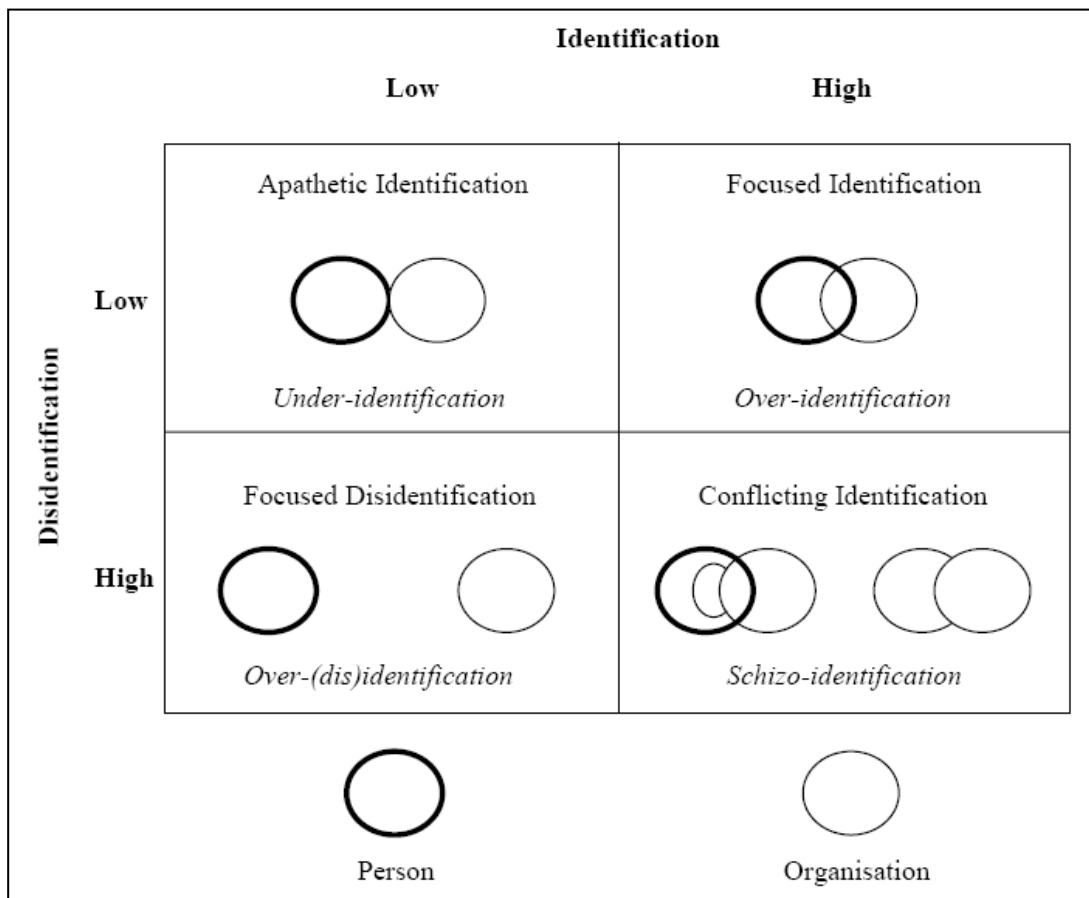 Identification
Low High
Apathetic Identification Focused Identification
Low
Under-identification Over-identification
Disidentification
Focused Disidentification Conflicting Identification
High
Over-(dis)identification Schizo-identification
Person Organisation